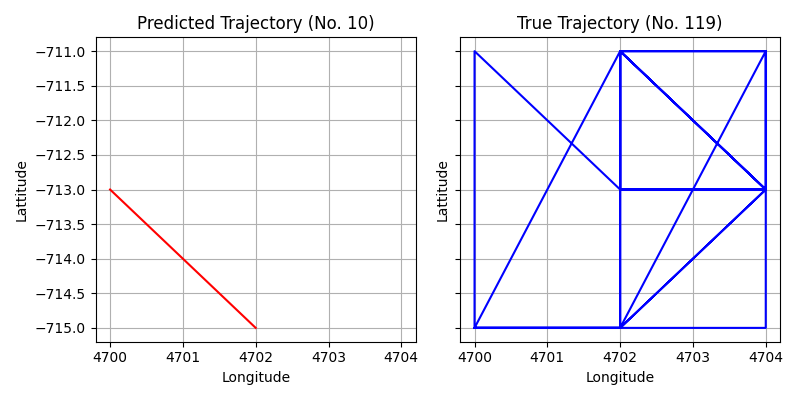 Predicted Trajectory (No. 10)
True Trajectory (No. 119)
−711.0
−711.5
−712.0
−712.5
−713.0
−713.5
−714.0
−714.5
−715.0
Lattitude
Lattitude
4700 4701 4702 4703 4704
4700 4701 4702 4703 4704
Longitude
Longitude